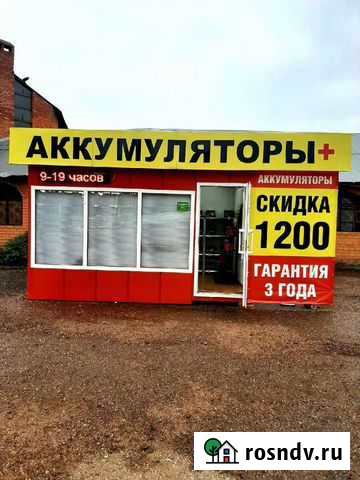 АККУМУЛЯТОРЫ+
9-19 часов
АККУМУЛЯТОРЫ
СКИДКА
1200
ГАРАНТИЯ
3 ГОДА
rosndv.ru